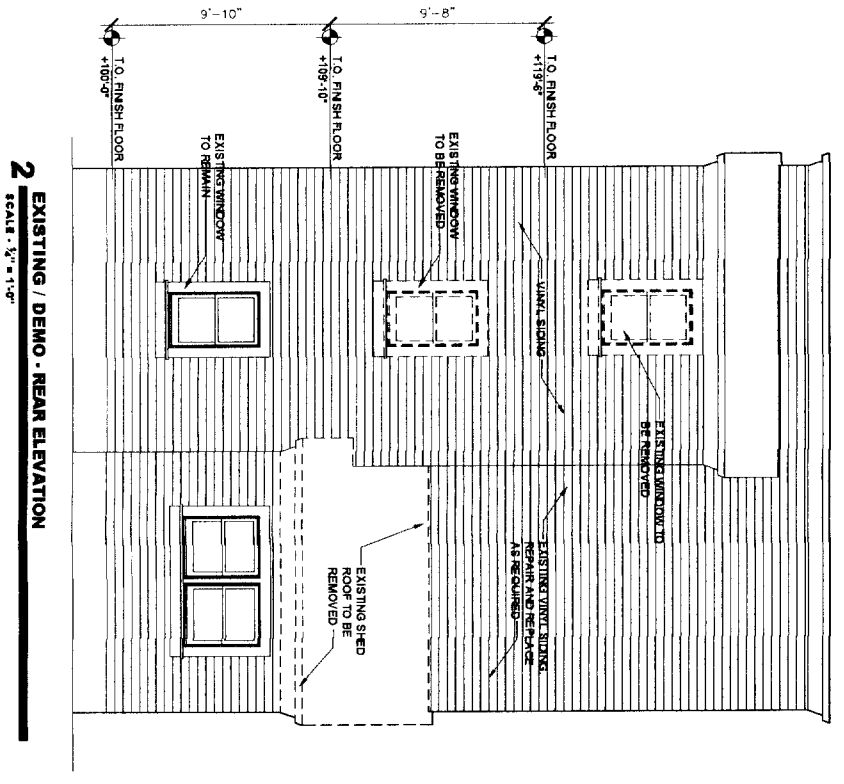 9'-10"
9'-8"
T.O. FINISH FLOOR
+100'-0"
T.O. FINISH FLOOR
+109'-10"
T.O. FINISH FLOOR
+119'-6"
EXISTING WINDOW
TO REMAIN
EXISTING WINDOW
TO BE REMOVED
VINYL SIDING
EXISTING WINDOW TO
BE REMOVED
EXISTING SHED
ROOF TO BE
REMOVED
EXISTING VINYL SIDING.
REPAIR AND REPLACE
AS REQUIRED
2
EXISTING / DEMO - REAR ELEVATION
SCALE - 1/4" = 1'-0"